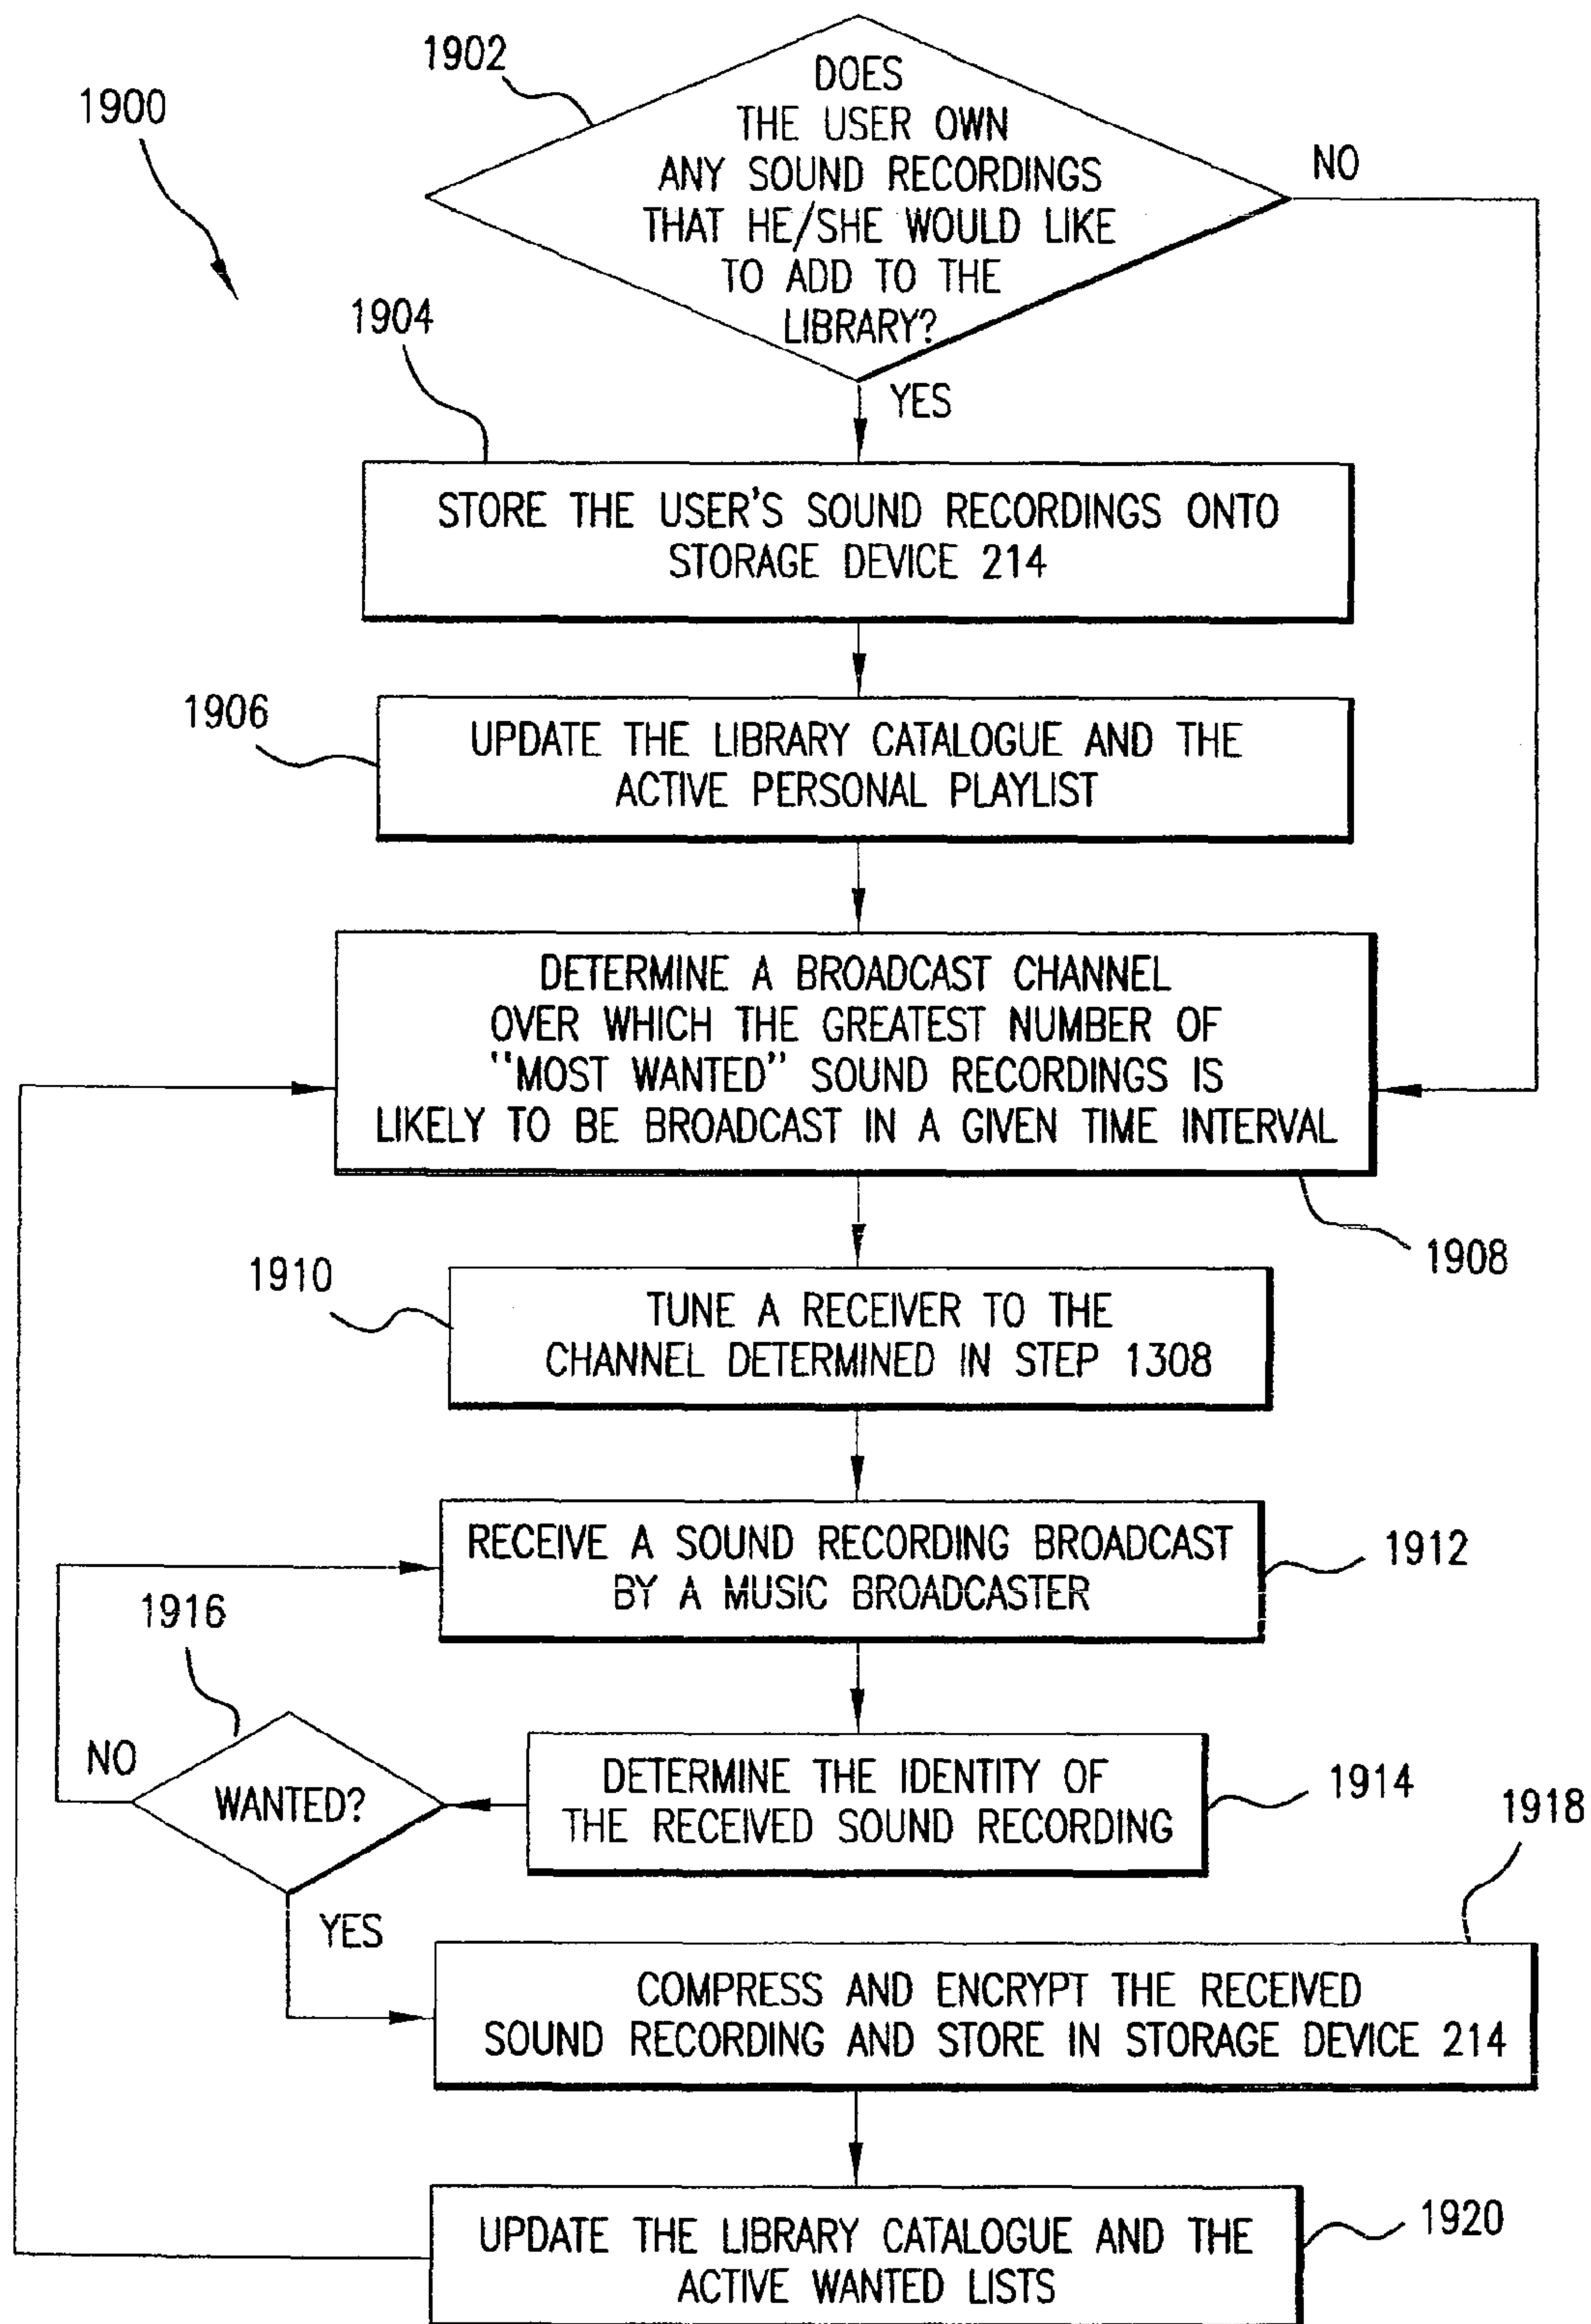 1900
1902
DOES
THE USER OWN
ANY SOUND RECORDINGS
THAT HE/SHE WOULD LIKE
TO ADD TO THE
LIBRARY?
NO
YES
1904
STORE THE USER'S SOUND RECORDINGS ONTO
STORAGE DEVICE 214
1906
UPDATE THE LIBRARY CATALOGUE AND THE
ACTIVE PERSONAL PLAYLIST
DETERMINE A BROADCAST CHANNEL
OVER WHICH THE GREATEST NUMBER OF
"MOST WANTED" SOUND RECORDINGS IS
LIKELY TO BE BROADCAST IN A GIVEN TIME INTERVAL
1908
1910
TUNE A RECEIVER TO THE
CHANNEL DETERMINED IN STEP 1308
RECEIVE A SOUND RECORDING BROADCAST
BY A MUSIC BROADCASTER
1912
DETERMINE THE IDENTITY OF
THE RECEIVED SOUND RECORDING
1914
1916
WANTED?
NO
YES
1918
COMPRESS AND ENCRYPT THE RECEIVED
SOUND RECORDING AND STORE IN STORAGE DEVICE 214
UPDATE THE LIBRARY CATALOGUE AND THE
ACTIVE WANTED LISTS
1920